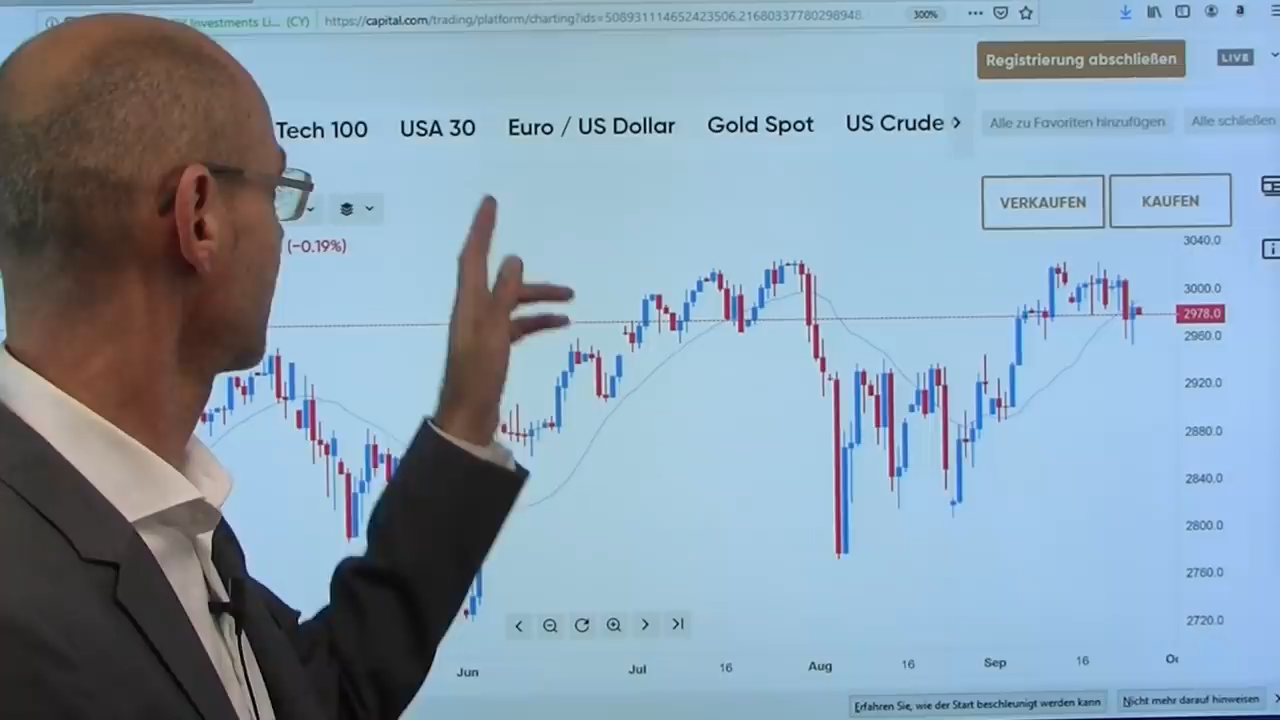 Investments Li... (CY)
https://capital.com/trading/platform/charting?ids=508931114652423506.21680337780298948
300%
Registrierung abschließen
LIVE
Tech 100
USA 30
Euro / US Dollar
Gold Spot
US Crude
Alle zu Favoriten hinzufügen
Alle schließen
VERKAUFEN
KAUFEN
(−0.19%)
3040.0
3000.0
2978.0
2960.0
2920.0
2880.0
2840.0
2800.0
2760.0
2720.0
Jun
Jul
16
Aug
16
Sep
16
Erfahren Sie, wie der Start beschleunigt werden kann
Nicht mehr darauf hinweisen